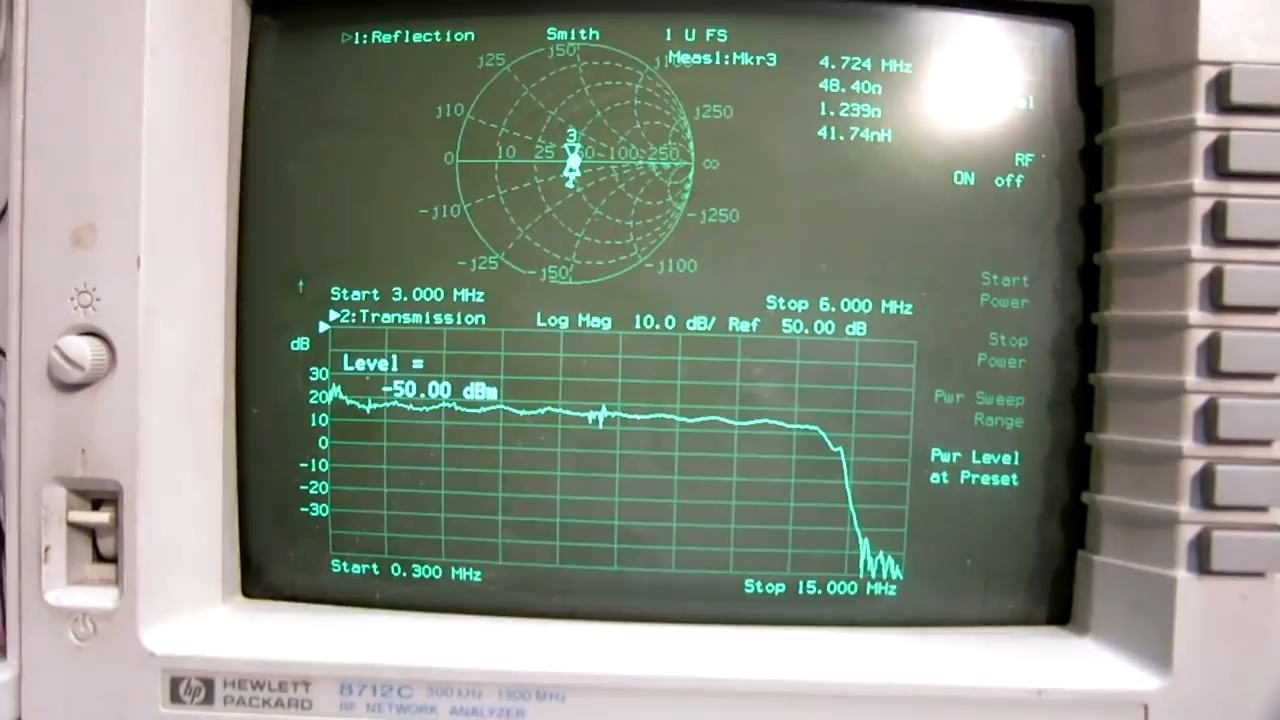 ▷1:Reflection Smith 1 U FS
Meas1:Mkr3 4.724 MHz
48.40Ω
1.239Ω
41.74nH
RF
ON off
j50
j25
j10
j250
0 10 25 50 100 250 ∞
3
2
-j10
-j250
-j25
-j50
-j100
Start 3.000 MHz Stop 6.000 MHz
▶2:Transmission Log Mag 10.0 dB/ Ref 50.00 dB
dB
Level =
-50.00 dBm
30
20
10
0
-10
-20
-30
Start 0.300 MHz Stop 15.000 MHz
Start
Power
Stop
Power
Pwr Sweep
Range
Pwr Level
at Preset
hp HEWLETT
PACKARD
8712C 300 kHz - 1300 MHz
RF NETWORK ANALYZER